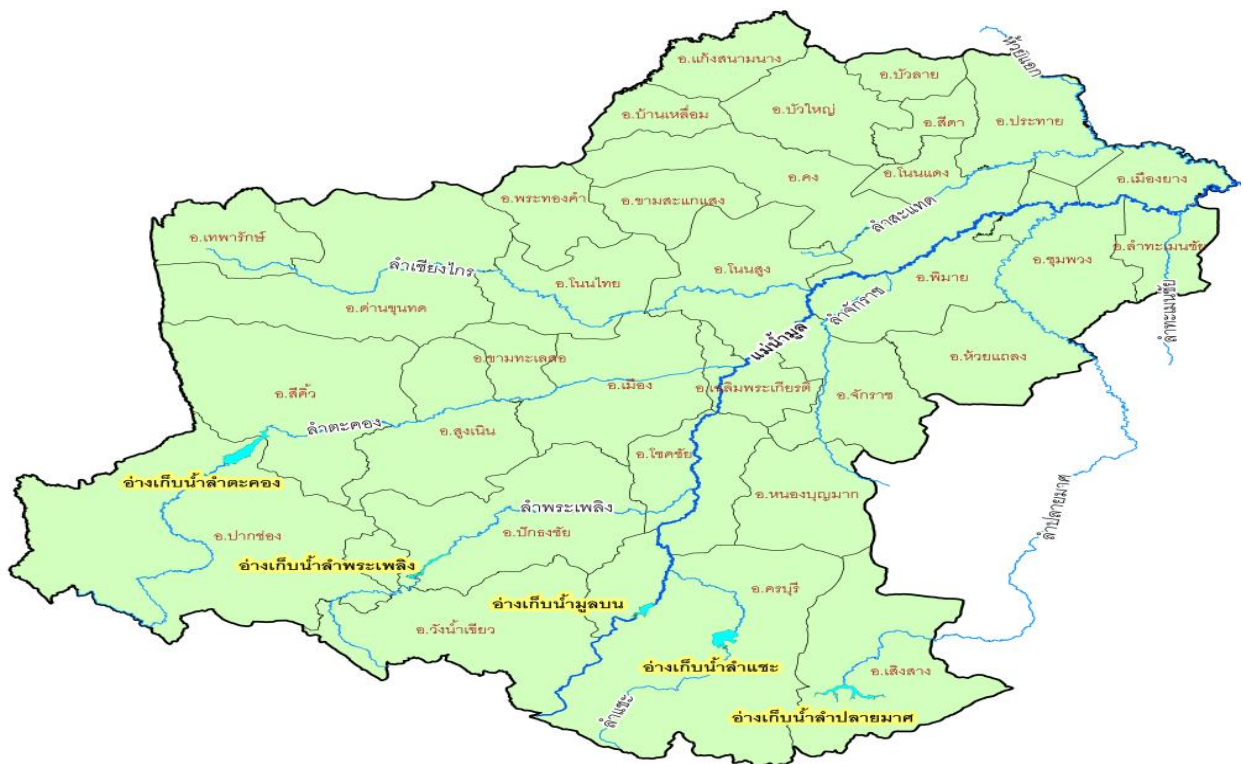 อ.แก้งสนามนาง
ห้วยแอก
อ.บัวลาย
อ.บ้านเหลื่อม
อ.บัวใหญ่
อ.สีดา
อ.ประทาย
อ.คง
อ.โนนแดง
อ.เมืองยาง
อ.พระทองคำ
อ.ขามสะแกแสง
ลำสะแทด
อ.เทพารักษ์
อ.ลำทะเมนชัย
ลำเชียงไกร
อ.โนนไทย
อ.โนนสูง
อ.พิมาย
อ.ชุมพวง
อ.ด่านขุนทด
ลำจักราช
ลำทะเมนชัย
แม่น้ำมูล
อ.ขามทะเลสอ
อ.ห้วยแถลง
อ.สีคิ้ว
อ.เมือง
อ.เฉลิมพระเกียรติ์
อ.จักราช
ลำตะคอง
อ.สูงเนิน
อ.โชคชัย
อ่างเก็บน้ำลำตะคอง
อ.หนองบุญมาก
ลำพระเพลิง
ลำปลายมาศ
อ.ปากช่อง
อ.ปักธงชัย
อ่างเก็บน้ำลำพระเพลิง
อ.ครบุรี
อ่างเก็บน้ำมูลบน
อ.วังน้ำเขียว
อ่างเก็บน้ำลำแชะ
อ.เสิงสาง
ลำแชะ
อ่างเก็บน้ำลำปลายมาศ